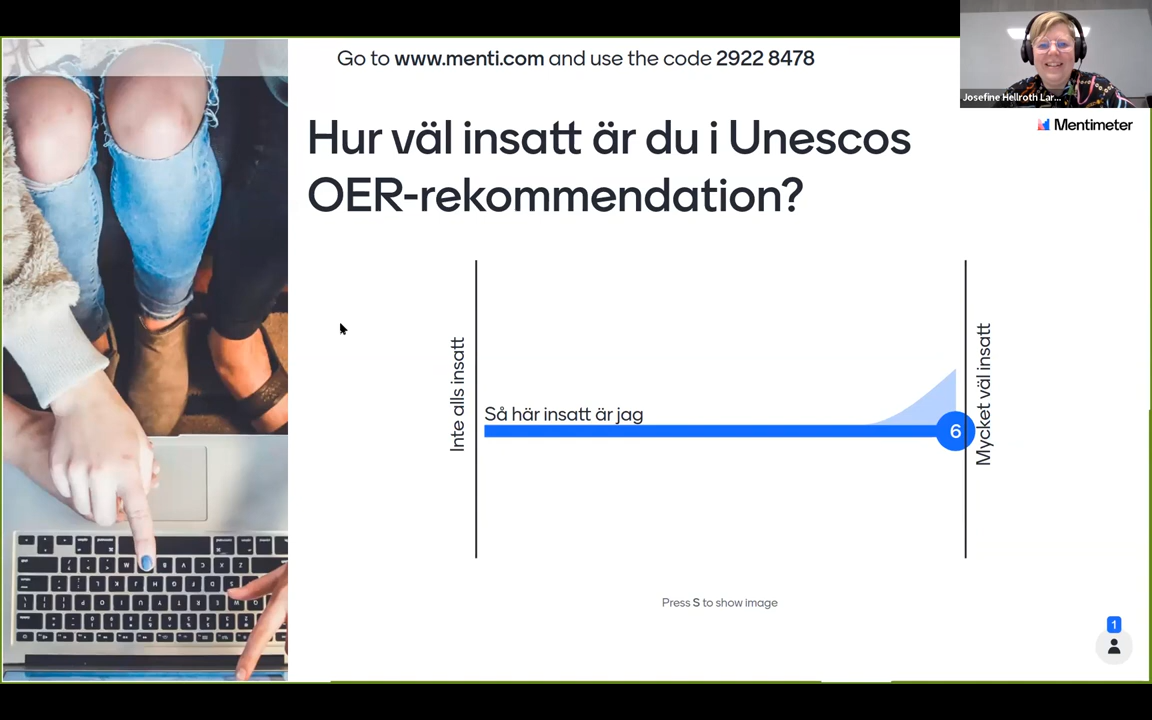 Go to www.menti.com and use the code 2922 8478
Josefine Hellroth Lar...
Mentimeter
Hur väl insatt är du i Unescos
OER-rekommendation?
Inte alls insatt
Så här insatt är jag
6
Mycket väl insatt
Press S to show image
1